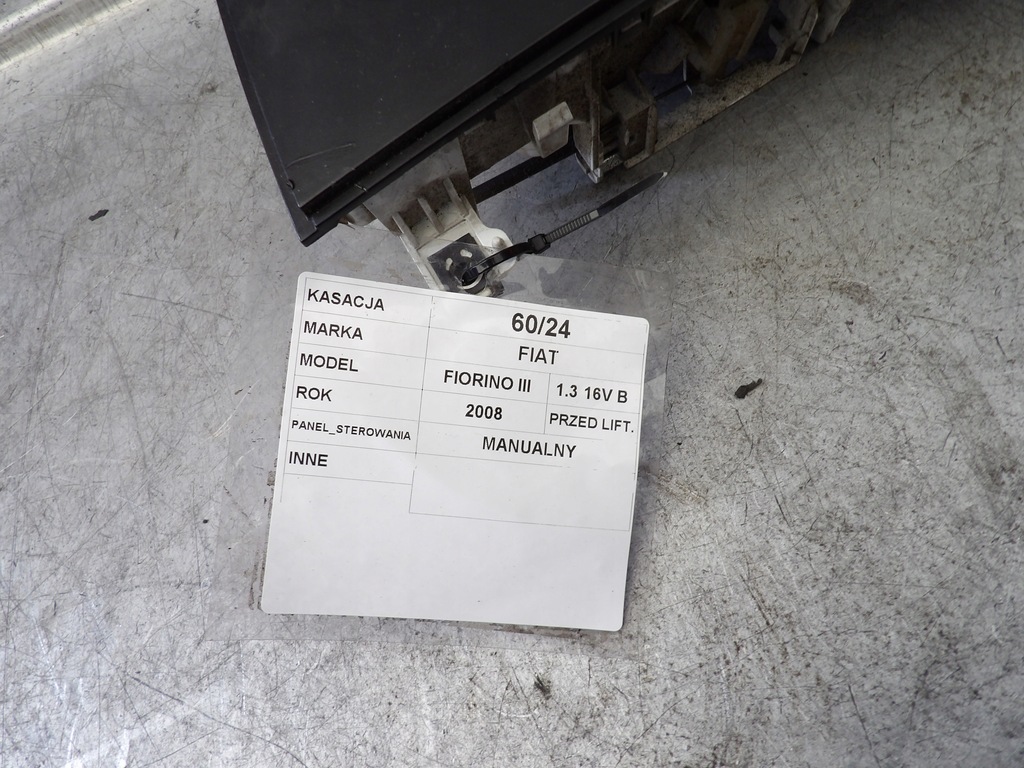 KASACJA 60/24
MARKA FIAT
MODEL FIORINO III 1.3 16V B
ROK 2008 PRZED LIFT.
PANEL_STEROWANIA MANUALNY
INNE